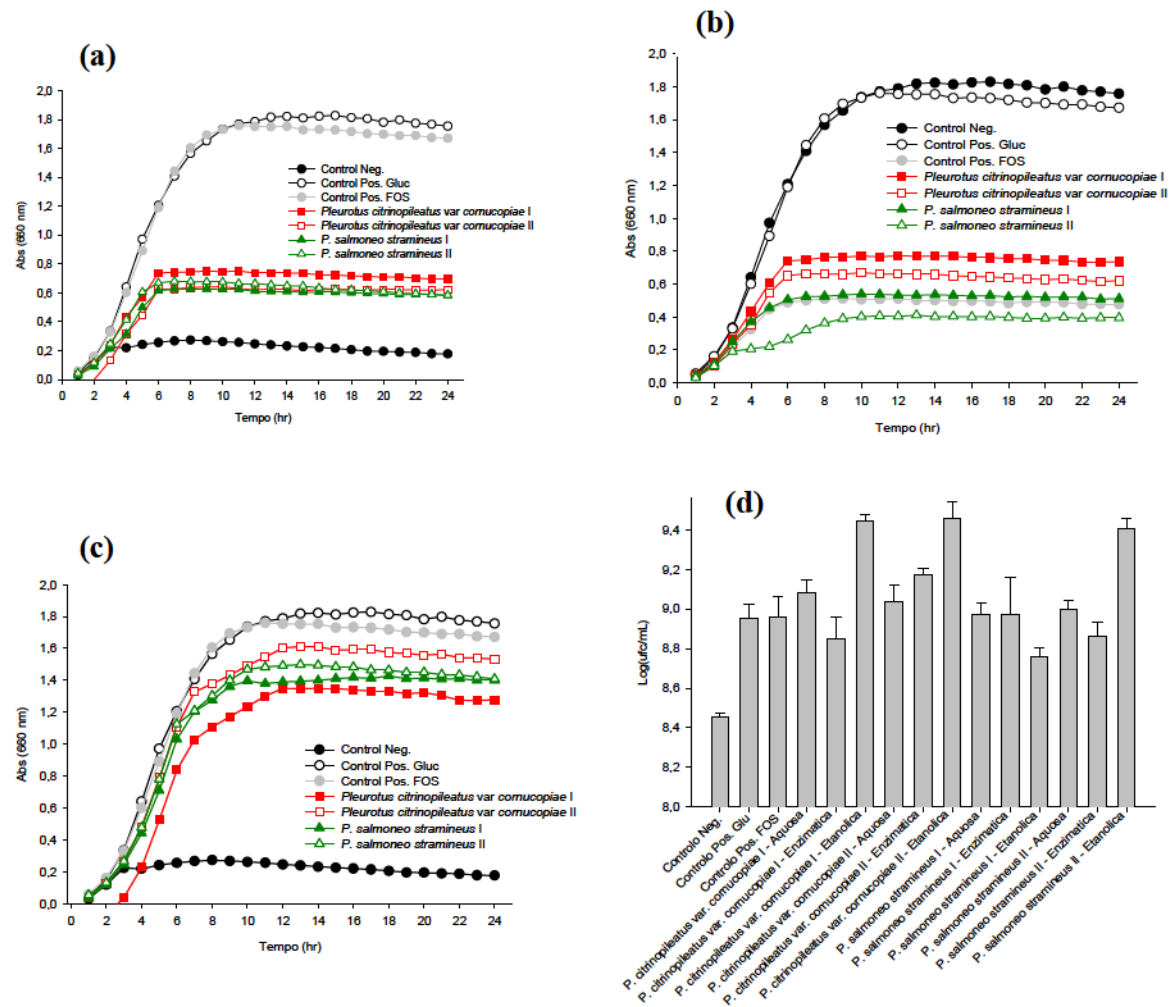 (a)
2,0
1,8
1,6
1,4
1,2
1,0
0,8
0,6
0,4
0,2
0,0
Abs (660 nm)
0 2 4 6 8 10 12 14 16 18 20 22 24
Tempo (hr)
Control Neg.
Control Pos. Gluc
Control Pos. FOS
Pleurotus citrinopileatus var cornucopiae I
Pleurotus citrinopileatus var cornucopiae II
P. salmoneo stramineus I
P. salmoneo stramineus II
(b)
2,0
1,8
1,6
1,4
1,2
1,0
0,8
0,6
0,4
0,2
0,0
Abs (660 nm)
0 2 4 6 8 10 12 14 16 18 20 22 24
Tempo (hr)
Control Neg.
Control Pos. Gluc
Control Pos. FOS
Pleurotus citrinopileatus var cornucopiae I
Pleurotus citrinopileatus var cornucopiae II
P. salmoneo stramineus I
P. salmoneo stramineus II
(c)
2,0
1,8
1,6
1,4
1,2
1,0
0,8
0,6
0,4
0,2
0,0
Abs (660 nm)
0 2 4 6 8 10 12 14 16 18 20 22 24
Tempo (hr)
Control Neg.
Control Pos. Gluc
Control Pos. FOS
Pleurotus citrinopileatus var cornucopiae I
Pleurotus citrinopileatus var cornucopiae II
P. salmoneo stramineus I
P. salmoneo stramineus II
(d)
9,4
9,2
9,0
8,8
8,6
8,4
8,2
8,0
Log(ufo/mL)
Controlo Neg.
Controlo Pos. Glu
Controlo Pos. FOS
P. citrinopileatus var. cornucopiae I - Aquosa
P. citrinopileatus var. cornucopiae I - Enzimatica
P. citrinopileatus var. cornucopiae I - Etanolica
P. citrinopileatus var. cornucopiae II - Aquosa
P. citrinopileatus var. cornucopiae II - Enzimatica
P. citrinopileatus var. cornucopiae II - Etanolica
P. salmoneo stramineus I - Aquosa
P. salmoneo stramineus I - Enzimatica
P. salmoneo stramineus I - Etanolica
P. salmoneo stramineus II - Aquosa
P. salmoneo stramineus II - Enzimatica
P. salmoneo stramineus II - Etanolica